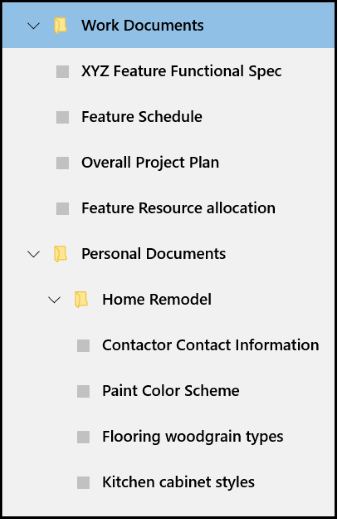 Work Documents
XYZ Feature Functional Spec
Feature Schedule
Overall Project Plan
Feature Resource allocation
Personal Documents
Home Remodel
Contactor Contact Information
Paint Color Scheme
Flooring woodgrain types
Kitchen cabinet styles